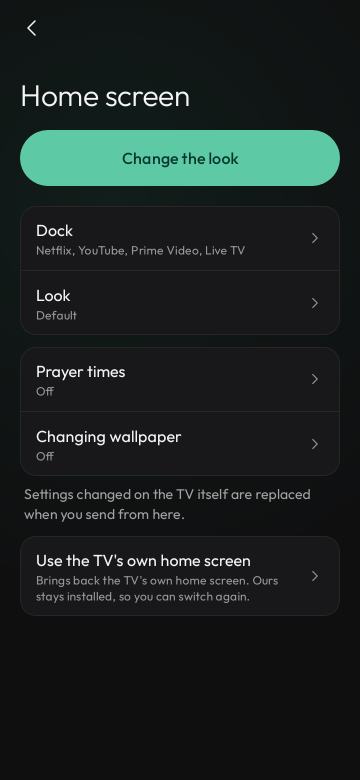 Home screen
Change the look
Dock
Netflix, YouTube, Prime Video, Live TV
Look
Default
Prayer times
Off
Changing wallpaper
Off
Settings changed on the TV itself are replaced
when you send from here.
Use the TV's own home screen
Brings back the TV's own home screen. Ours
stays installed, so you can switch again.